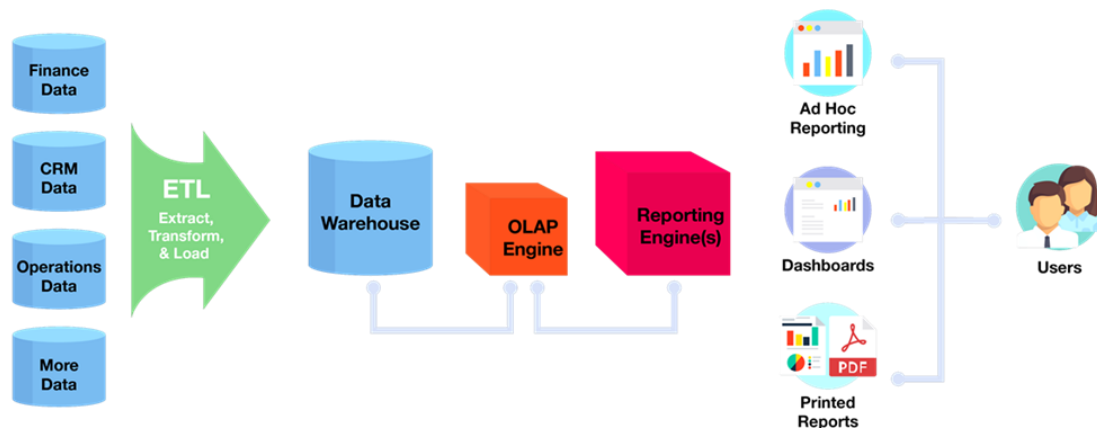 Finance
Data
CRM
Data
Operations
Data
More
Data
ETL
Extract,
Transform,
& Load
Data
Warehouse
OLAP
Engine
Reporting
Engine(s)
Ad Hoc
Reporting
Dashboards
PDF
Printed
Reports
Users